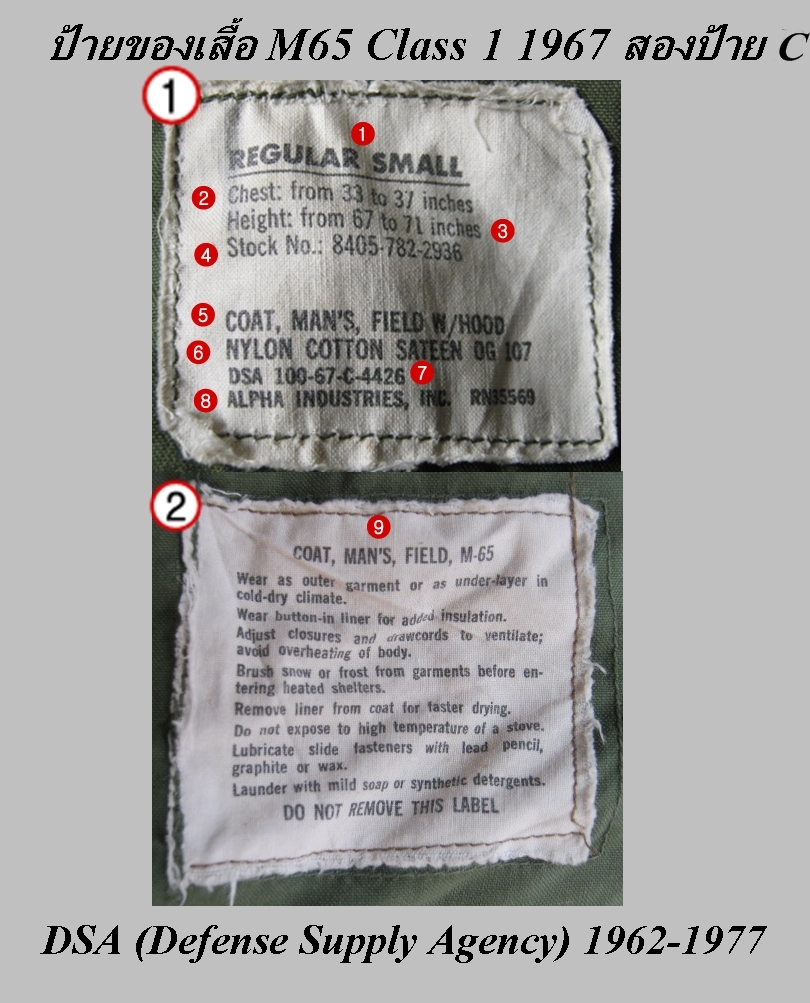 ป้ายของเสื้อ M65 Class 1 1967 สองป้าย C
1
1
REGULAR SMALL
2 Chest: from 33 to 37 inches
Height: from 67 to 71 inches 3
4 Stock No.: 8405-782-2936
5 COAT, MAN'S, FIELD W/HOOD
6 NYLON COTTON SATEEN OG 107
DSA 100-67-C-4426 7
8 ALPHA INDUSTRIES, INC. RN35569
2
9
COAT, MAN'S, FIELD, M-65
Wear as outer garment or as under-layer in
cold-dry climate.
Wear button-in liner for added insulation.
Adjust closures and drawcords to ventilate;
avoid overheating of body.
Brush snow or frost from garments before en-
tering heated shelters.
Remove liner from coat for faster drying.
Do not expose to high temperature of a stove.
Lubricate slide fasteners with lead pencil,
graphite or wax.
Launder with mild soap or synthetic detergents.
DO NOT REMOVE THIS LABEL
DSA (Defense Supply Agency) 1962-1977